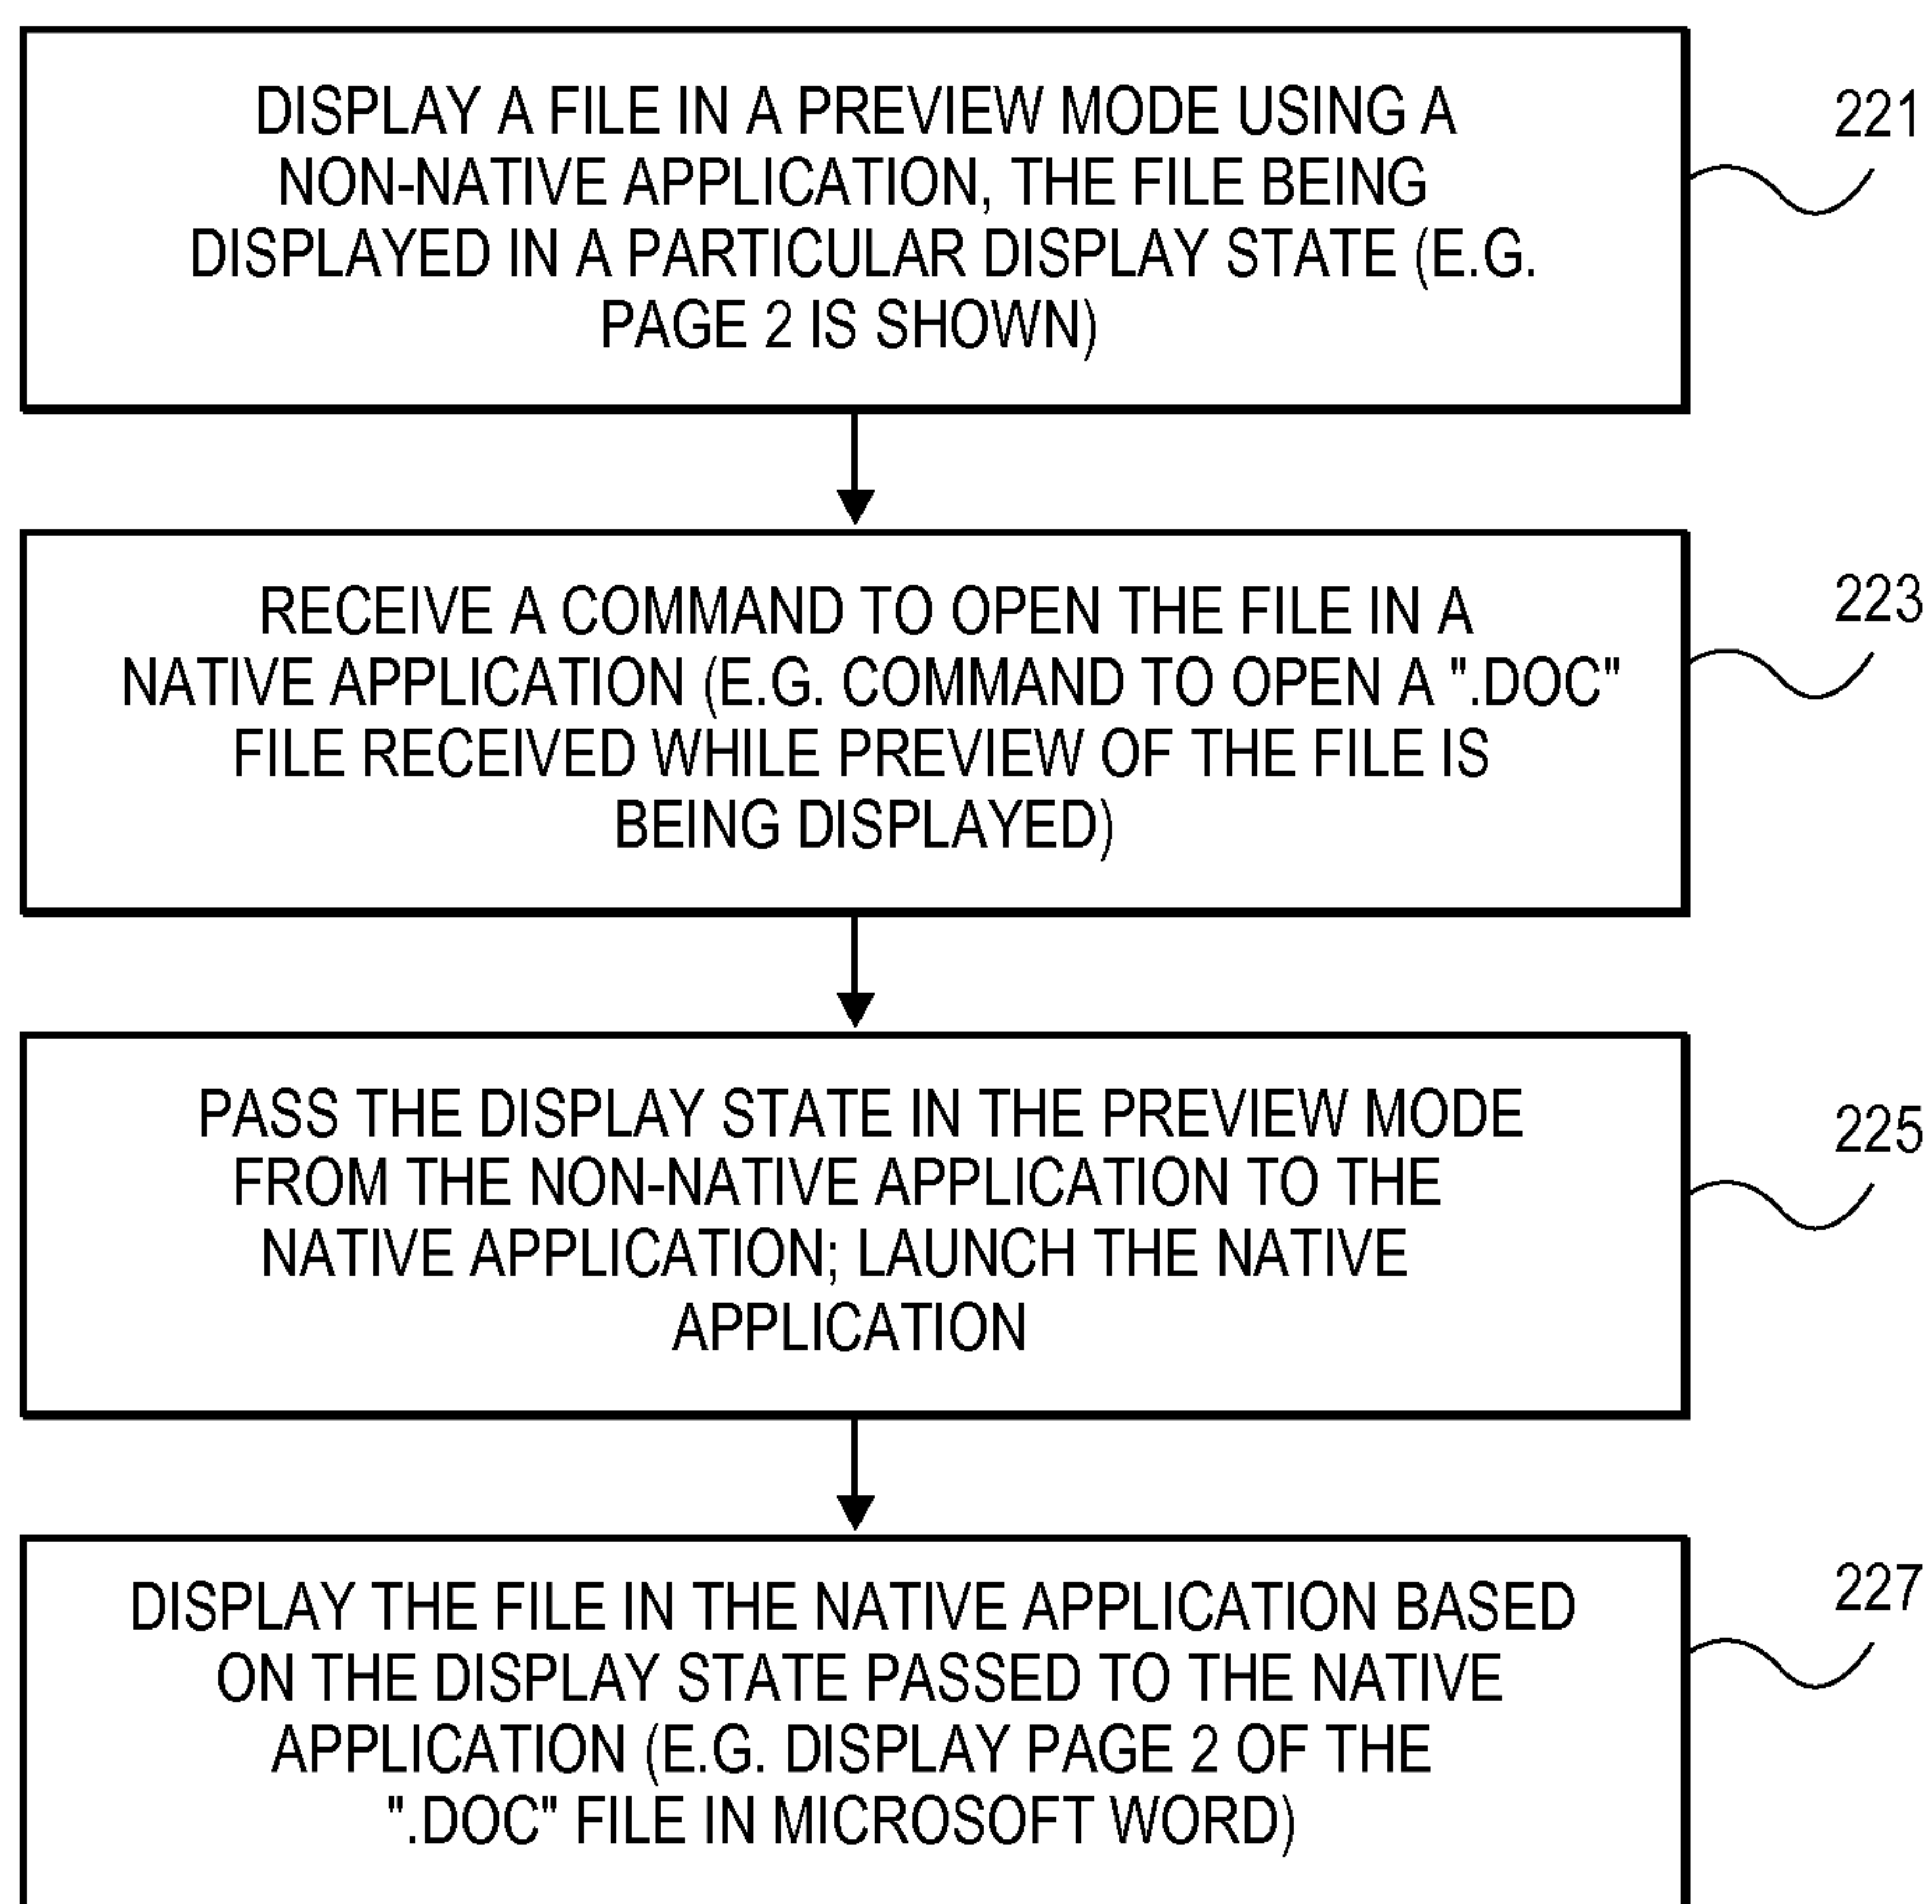 DISPLAY A FILE IN A PREVIEW MODE USING A
NON-NATIVE APPLICATION, THE FILE BEING
DISPLAYED IN A PARTICULAR DISPLAY STATE (E.G.
PAGE 2 IS SHOWN)
221
RECEIVE A COMMAND TO OPEN THE FILE IN A
NATIVE APPLICATION (E.G. COMMAND TO OPEN A ".DOC"
FILE RECEIVED WHILE PREVIEW OF THE FILE IS
BEING DISPLAYED)
223
PASS THE DISPLAY STATE IN THE PREVIEW MODE
FROM THE NON-NATIVE APPLICATION TO THE
NATIVE APPLICATION; LAUNCH THE NATIVE
APPLICATION
225
DISPLAY THE FILE IN THE NATIVE APPLICATION BASED
ON THE DISPLAY STATE PASSED TO THE NATIVE
APPLICATION (E.G. DISPLAY PAGE 2 OF THE
".DOC" FILE IN MICROSOFT WORD)
227